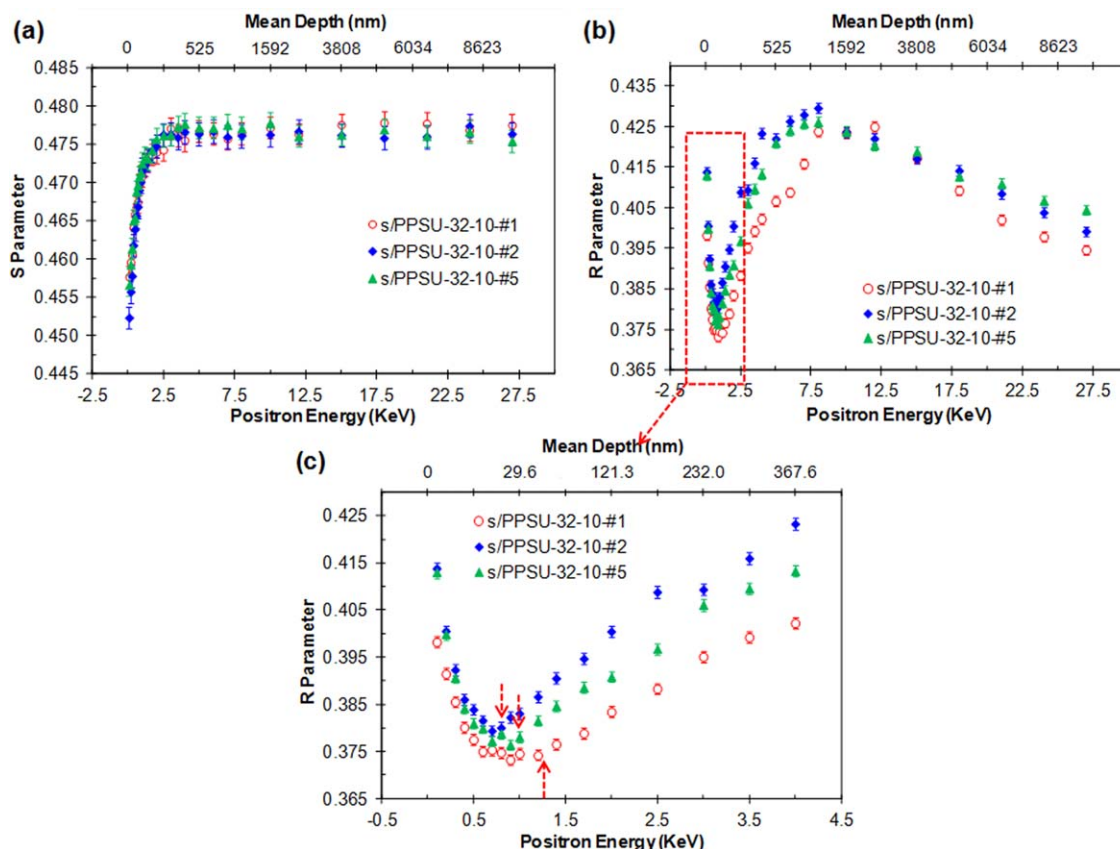 (a)
Mean Depth (nm)
0 525 1592 3808 6034 8623
0.485
0.480
0.475
0.470
0.465
0.460
0.455
0.450
0.445
S Parameter
s/PPSU-32-10-#1
s/PPSU-32-10-#2
s/PPSU-32-10-#5
-2.5 2.5 7.5 12.5 17.5 22.5 27.5
Positron Energy (KeV)
(b)
Mean Depth (nm)
0 525 1592 3808 6034 8623
0.435
0.425
0.415
0.405
0.395
0.385
0.375
0.365
R Parameter
s/PPSU-32-10-#1
s/PPSU-32-10-#2
s/PPSU-32-10-#5
-2.5 2.5 7.5 12.5 17.5 22.5 27.5
Positron Energy (KeV)
(c)
Mean Depth (nm)
0 29.6 121.3 232.0 367.6
0.425
0.415
0.405
0.395
0.385
0.375
0.365
R Parameter
s/PPSU-32-10-#1
s/PPSU-32-10-#2
s/PPSU-32-10-#5
-0.5 0.5 1.5 2.5 3.5 4.5
Positron Energy (KeV)